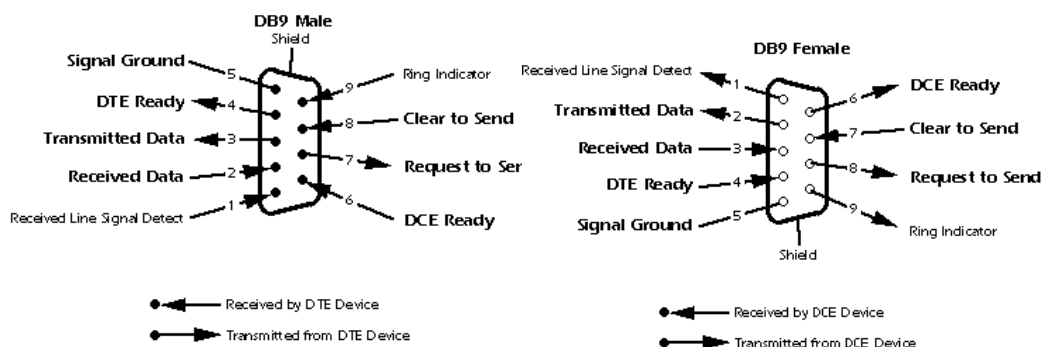 DB9 Male
Shield
Signal Ground
5
DTE Ready
4
Transmitted Data
3
Received Data
2
Received Line Signal Detect
1
9
Ring Indicator
8
Clear to Send
7
Request to Ser
6
DCE Ready
Received by DTE Device
Transmitted from DTE Device
DB9 Female
Received Line Signal Detect
1
Transmitted Data
2
Received Data
3
DTE Ready
4
Signal Ground
5
6
DCE Ready
7
Clear to Send
8
Request to Send
9
Ring Indicator
Shield
Received by DCE Device
Transmitted from DCE Device